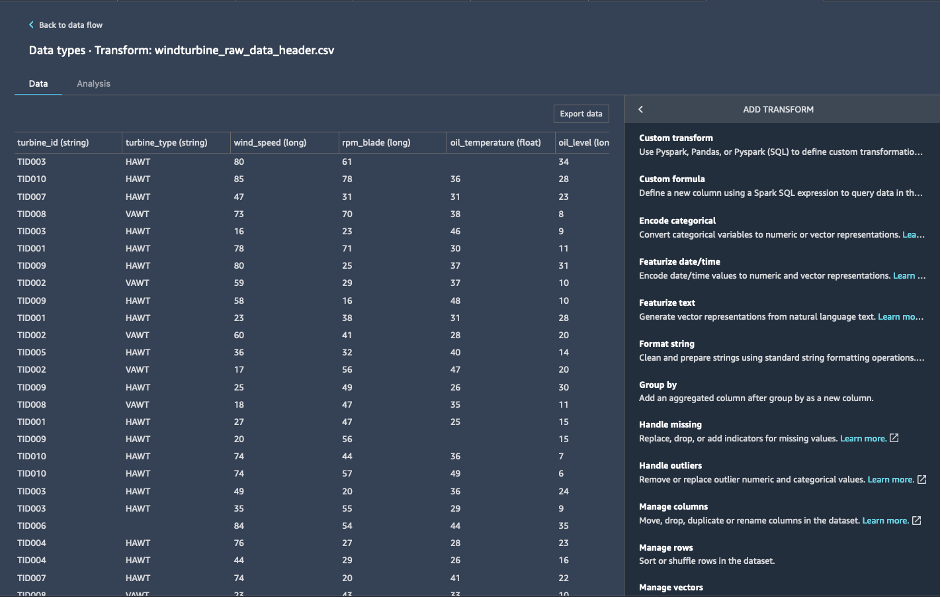 Back to data flow
Data types · Transform: windturbine_raw_data_header.csv
Data Analysis
Export data
turbine_id (string) turbine_type (string) wind_speed (long) rpm_blade (long) oil_temperature (float) oil_level (lon
TID003 HAWT 80 61 34
TID010 HAWT 85 78 36 28
TID007 HAWT 47 31 31 23
TID008 VAWT 73 70 38 8
TID003 HAWT 16 23 46 9
TID001 HAWT 78 71 30 11
TID009 HAWT 80 25 37 31
TID002 VAWT 59 29 37 10
TID009 HAWT 58 16 48 10
TID001 HAWT 23 38 31 28
TID002 VAWT 60 41 28 20
TID005 HAWT 36 32 40 14
TID002 VAWT 17 56 47 20
TID009 HAWT 25 49 26 30
TID008 VAWT 18 47 35 11
TID001 HAWT 27 47 25 15
TID009 HAWT 20 56 15
TID010 HAWT 74 44 36 7
TID010 HAWT 74 57 49 6
TID003 HAWT 49 20 36 24
TID003 HAWT 35 55 29 9
TID006 84 54 44 35
TID004 HAWT 76 27 28 23
TID004 HAWT 44 29 26 16
TID007 HAWT 74 20 41 22
TID008 VAWT 23 43 33 10
ADD TRANSFORM
Custom transform
Use Pyspark, Pandas, or Pyspark (SQL) to define custom transformatio...
Custom formula
Define a new column using a Spark SQL expression to query data in th...
Encode categorical
Convert categorical variables to numeric or vector representations. Lea...
Featurize date/time
Encode date/time values to numeric and vector representations. Learn ...
Featurize text
Generate vector representations from natural language text. Learn mo...
Format string
Clean and prepare strings using standard string formatting operations....
Group by
Add an aggregated column after group by as a new column.
Handle missing
Replace, drop, or add indicators for missing values. Learn more.
Handle outliers
Remove or replace outlier numeric and categorical values. Learn more.
Manage columns
Move, drop, duplicate or rename columns in the dataset. Learn more.
Manage rows
Sort or shuffle rows in the dataset.
Manage vectors